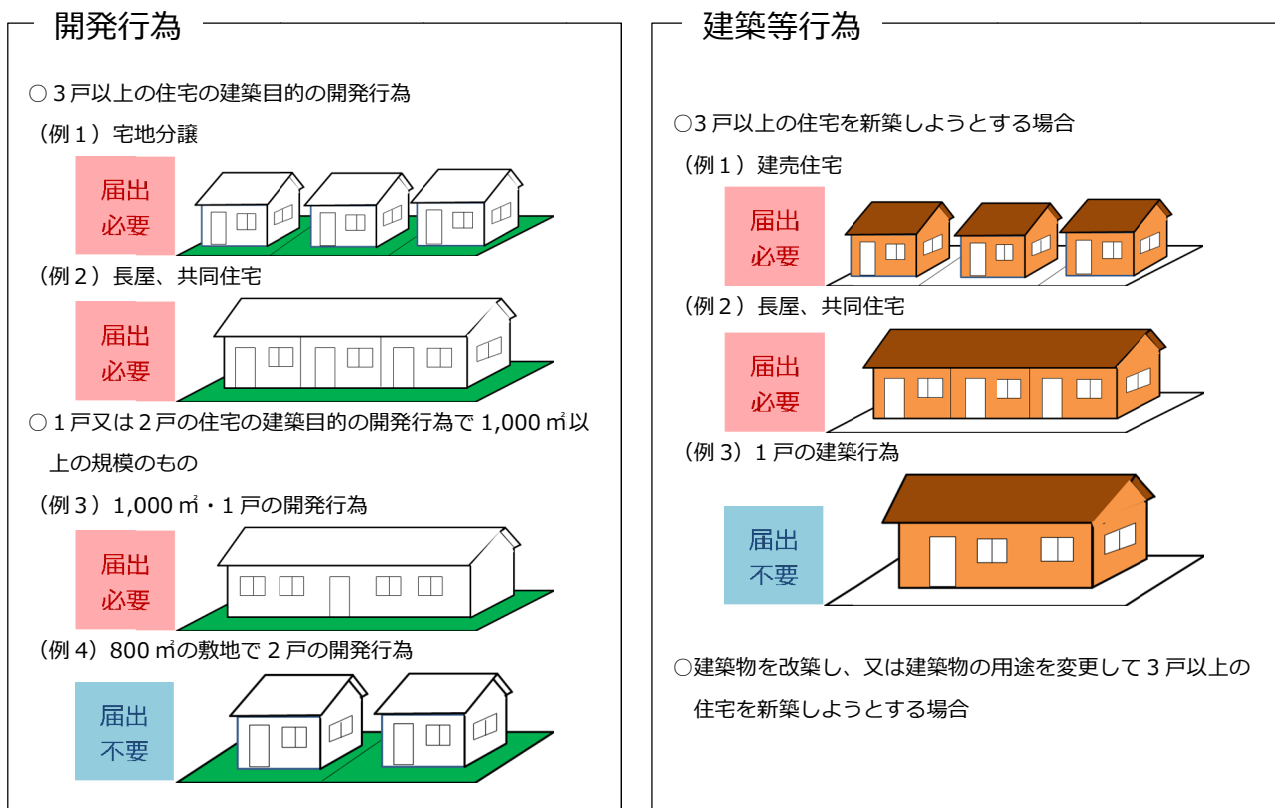 開発行為
○３戸以上の住宅の建築目的の開発行為
（例１）宅地分譲
届出
必要
（例２）長屋、共同住宅
届出
必要
○１戸又は２戸の住宅の建築目的の開発行為で 1,000 ㎡以
上の規模のもの
（例３）1,000 ㎡・１戸の開発行為
届出
必要
（例 4）800 ㎡の敷地で 2 戸の開発行為
届出
不要
建築等行為
○3 戸以上の住宅を新築しようとする場合
（例１）建売住宅
届出
必要
（例２）長屋、共同住宅
届出
必要
（例 3）1 戸の建築行為
届出
不要
○建築物を改築し、又は建築物の用途を変更して 3 戸以上の
住宅を新築しようとする場合